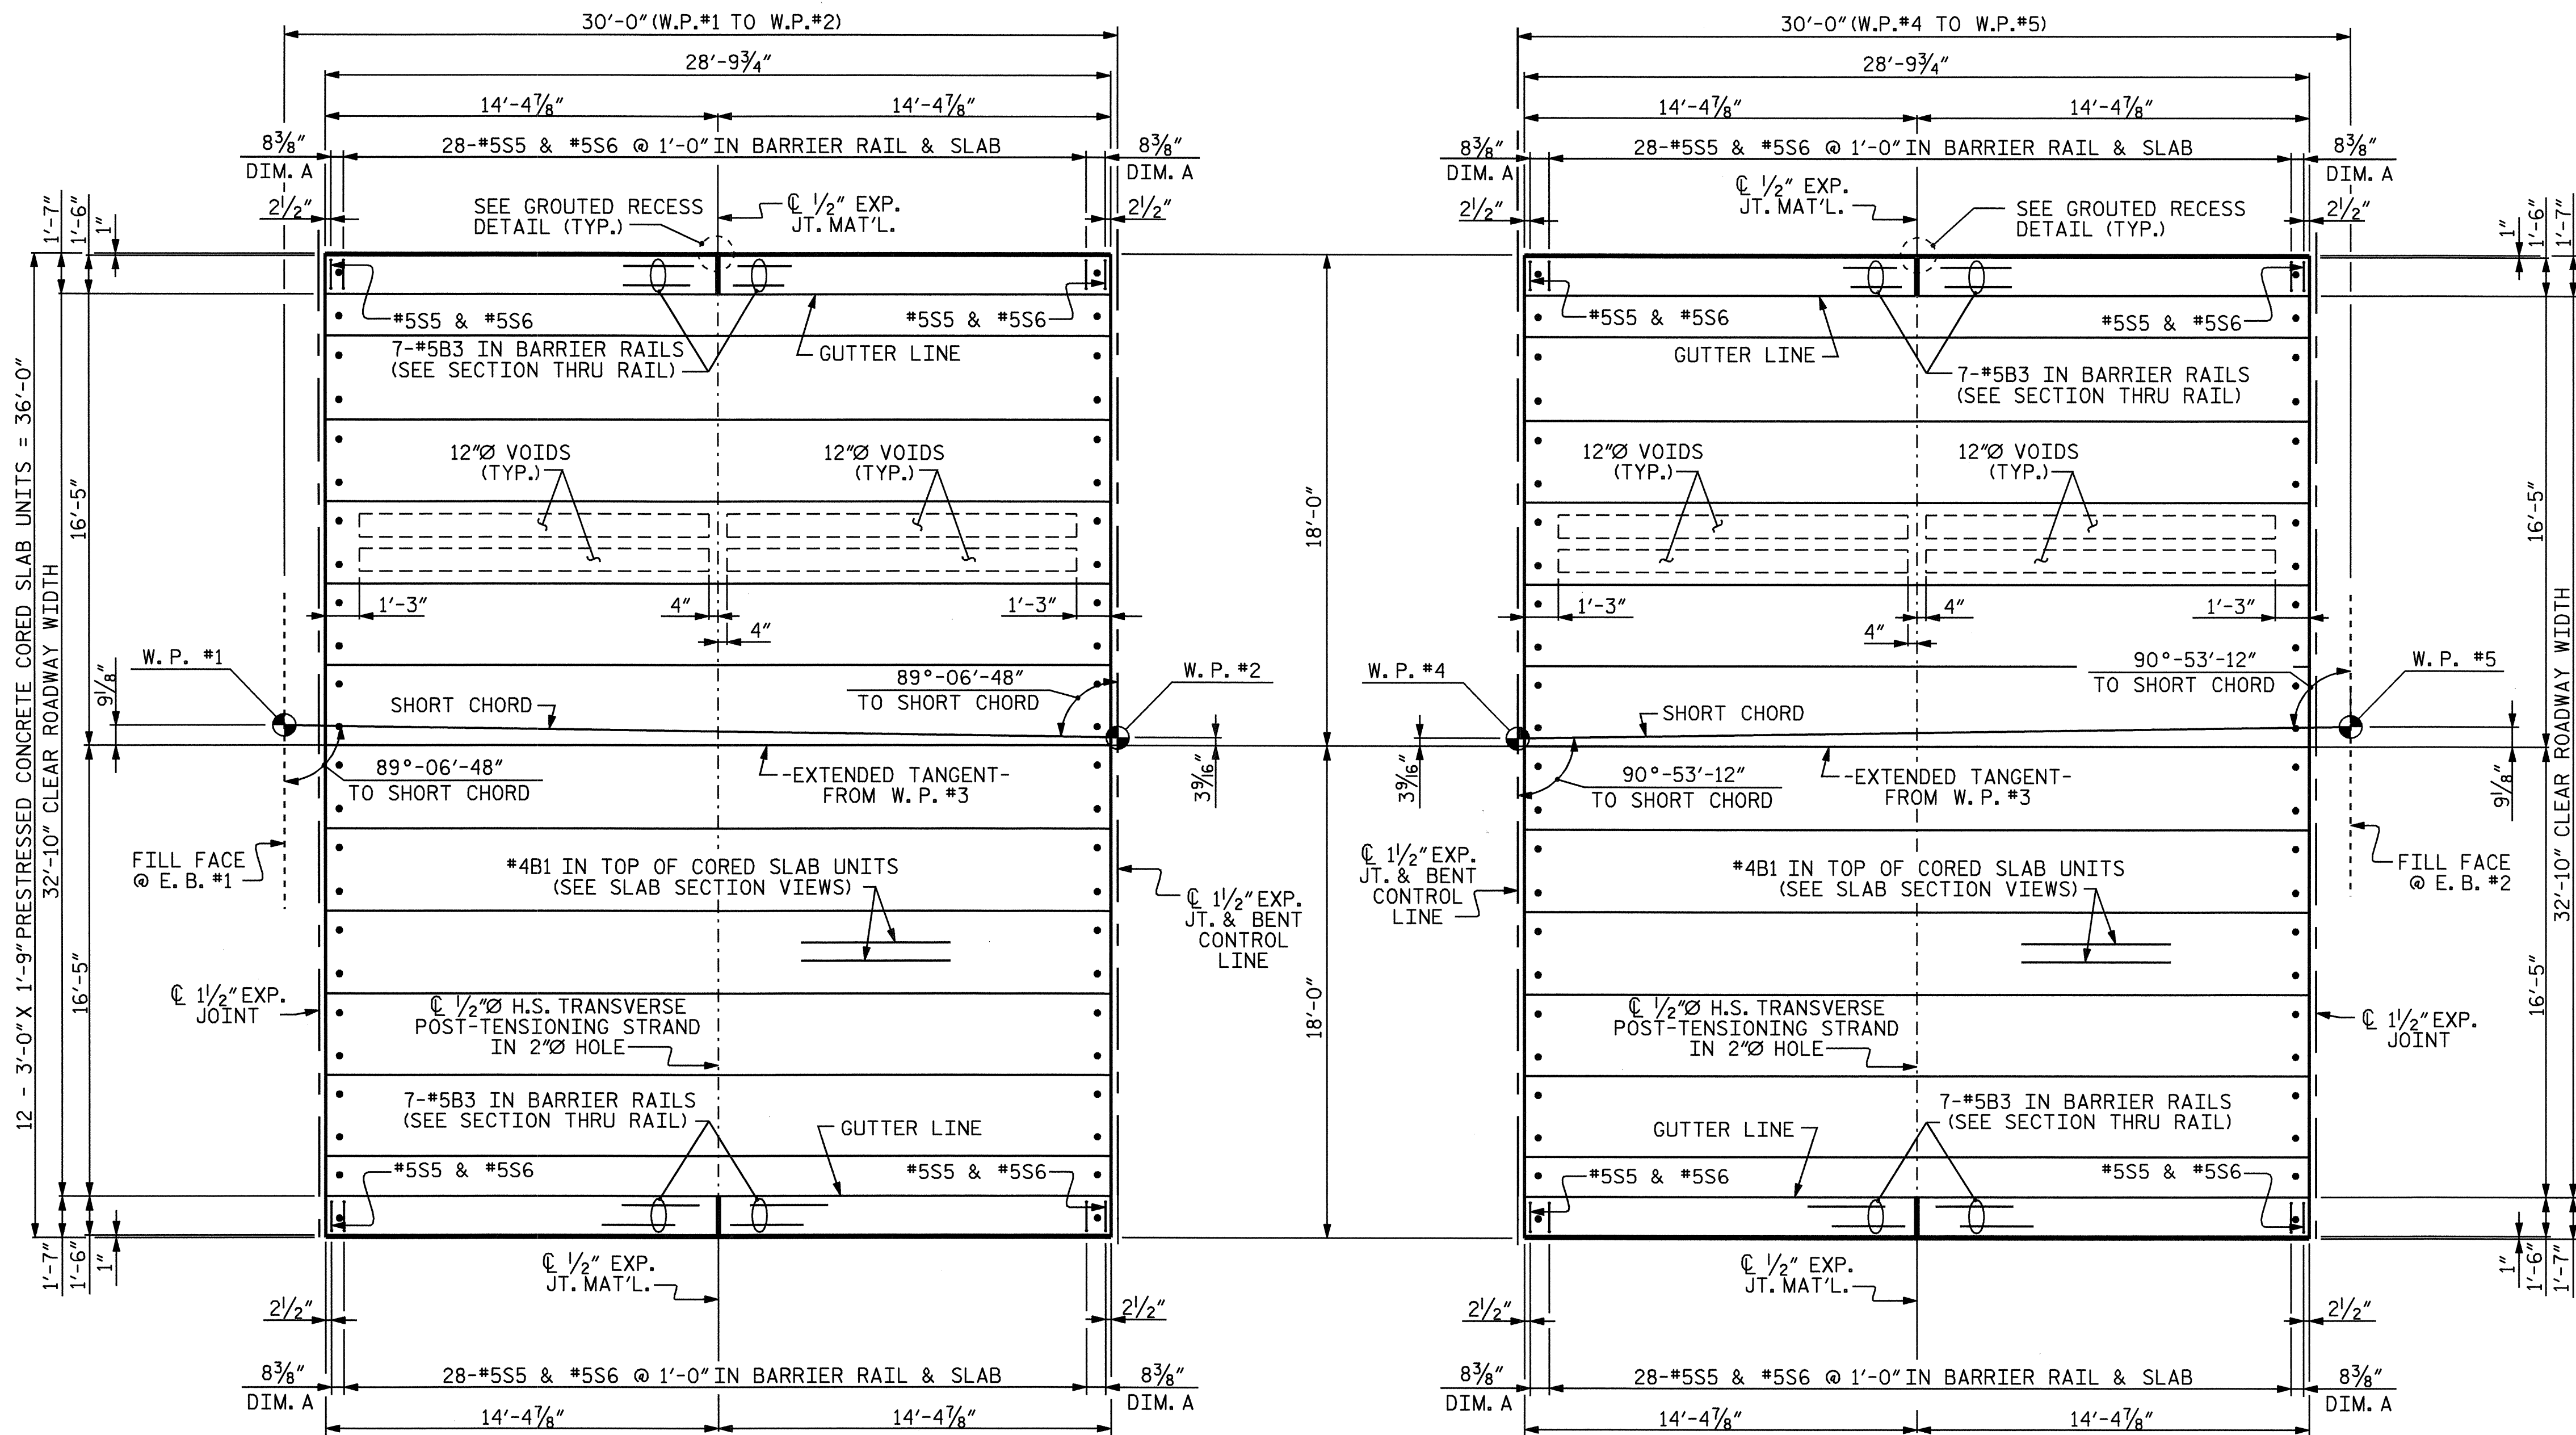 30'-0" (W.P.#1 TO W.P.#2)
28'-9¾"
14'-4⅞"
14'-4⅞"
8⅜"
DIM. A
28-#5S5 & #5S6 @ 1'-0" IN BARRIER RAIL & SLAB
8⅜"
DIM. A
2½"
SEE GROUTED RECESS
DETAIL (TYP.)
℄ ½" EXP.
JT. MAT'L.
2½"
1'-7"
1'-6"
1"
#5S5 & #5S6
#5S5 & #5S6
7-#5B3 IN BARRIER RAILS
(SEE SECTION THRU RAIL)
GUTTER LINE
12"Ø VOIDS
(TYP.)
12"Ø VOIDS
(TYP.)
12 - 3'-0" X 1'-9" PRESTRESSED CONCRETE CORED SLAB UNITS = 36'-0"
32'-10" CLEAR ROADWAY WIDTH
16'-5"
18'-0"
1'-3"
4"
1'-3"
4"
W.P. #1
9⅛"
SHORT CHORD
89°-06'-48"
TO SHORT CHORD
W.P. #2
89°-06'-48"
TO SHORT CHORD
-EXTENDED TANGENT-
FROM W.P. #3
3⁹⁄₁₆"
FILL FACE
@ E.B. #1
#4B1 IN TOP OF CORED SLAB UNITS
(SEE SLAB SECTION VIEWS)
℄ 1½" EXP.
JT. & BENT
CONTROL
LINE
16'-5"
18'-0"
℄ 1½" EXP.
JOINT
℄ ½"Ø H.S. TRANSVERSE
POST-TENSIONING STRAND
IN 2"Ø HOLE
7-#5B3 IN BARRIER RAILS
(SEE SECTION THRU RAIL)
GUTTER LINE
#5S5 & #5S6
#5S5 & #5S6
1'-7"
1'-6"
1"
℄ ½" EXP.
JT. MAT'L.
2½"
2½"
8⅜"
DIM. A
28-#5S5 & #5S6 @ 1'-0" IN BARRIER RAIL & SLAB
8⅜"
DIM. A
14'-4⅞"
14'-4⅞"
30'-0" (W.P.#4 TO W.P.#5)
28'-9¾"
14'-4⅞"
14'-4⅞"
8⅜"
DIM. A
28-#5S5 & #5S6 @ 1'-0" IN BARRIER RAIL & SLAB
8⅜"
DIM. A
2½"
℄ ½" EXP.
JT. MAT'L.
SEE GROUTED RECESS
DETAIL (TYP.)
2½"
1"
1'-6"
1'-7"
#5S5 & #5S6
#5S5 & #5S6
GUTTER LINE
7-#5B3 IN BARRIER RAILS
(SEE SECTION THRU RAIL)
12"Ø VOIDS
(TYP.)
12"Ø VOIDS
(TYP.)
16'-5"
32'-10" CLEAR ROADWAY WIDTH
1'-3"
4"
1'-3"
4"
W.P. #4
SHORT CHORD
90°-53'-12"
TO SHORT CHORD
W.P. #5
3⁹⁄₁₆"
90°-53'-12"
TO SHORT CHORD
-EXTENDED TANGENT-
FROM W.P. #3
9⅛"
℄ 1½" EXP.
JT. & BENT
CONTROL
LINE
#4B1 IN TOP OF CORED SLAB UNITS
(SEE SLAB SECTION VIEWS)
FILL FACE
@ E.B. #2
16'-5"
℄ ½"Ø H.S. TRANSVERSE
POST-TENSIONING STRAND
IN 2"Ø HOLE
℄ 1½" EXP.
JOINT
GUTTER LINE
7-#5B3 IN BARRIER RAILS
(SEE SECTION THRU RAIL)
#5S5 & #5S6
#5S5 & #5S6
1"
1'-6"
1'-7"
℄ ½" EXP.
JT. MAT'L.
2½"
2½"
8⅜"
DIM. A
28-#5S5 & #5S6 @ 1'-0" IN BARRIER RAIL & SLAB
8⅜"
DIM. A
14'-4⅞"
14'-4⅞"